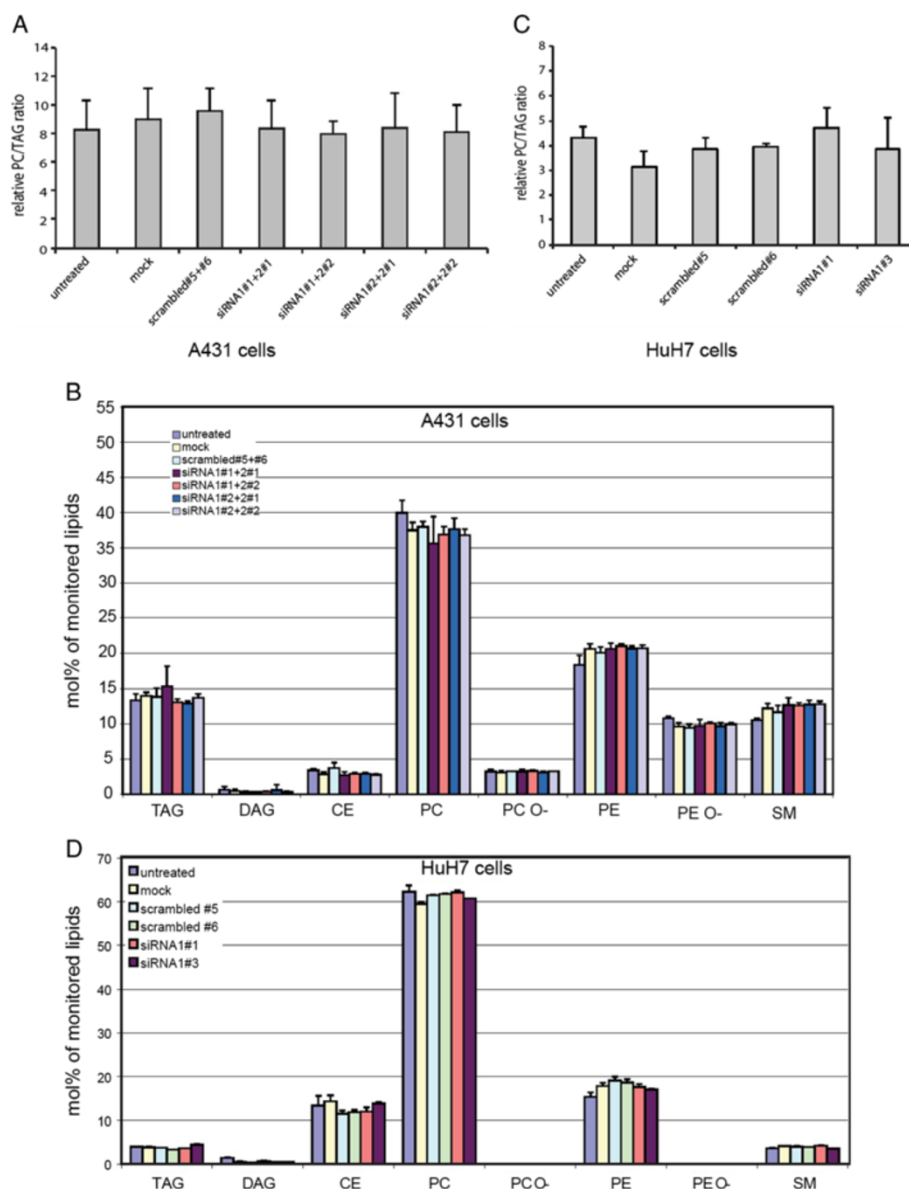 A
14
12
10
8
6
4
2
0
relative PC/TAG ratio
untreated
mock
scrambled#5+#6
siRNA1#1+2#1
siRNA1#1+2#2
siRNA1#2+2#1
siRNA1#2+2#2
A431 cells
C
8
7
6
5
4
3
2
1
0
relative PC/TAG ratio
untreated
mock
scrambled#5
scrambled#6
siRNA1#1
siRNA1#3
HuH7 cells
B
A431 cells
55
50
45
40
35
30
25
20
15
10
5
0
mol% of monitored lipids
untreated
mock
scrambled#5+#6
siRNA1#1+2#1
siRNA1#1+2#2
siRNA1#2+2#1
siRNA1#2+2#2
TAG DAG CE PC PC O- PE PE O- SM
D
HuH7 cells
70
60
50
40
30
20
10
0
mol% of monitored lipids
untreated
mock
scrambled #5
scrambled #6
siRNA1#1
siRNA1#3
TAG DAG CE PC PC O- PE PE O- SM